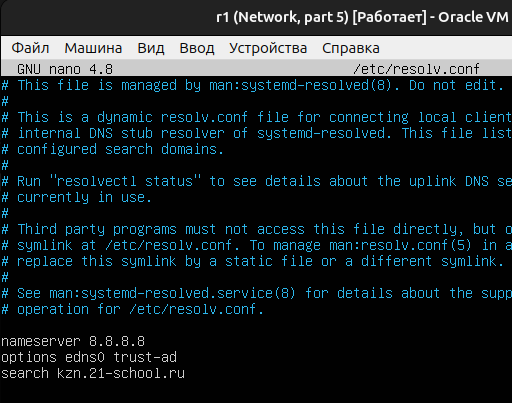 r1 (Network, part 5) [Работает] - Oracle VM
Файл Машина Вид Ввод Устройства Справка
GNU nano 4.8 /etc/resolv.conf
# This file is managed by man:systemd-resolved(8). Do not edit.
#
# This is a dynamic resolv.conf file for connecting local client
# internal DNS stub resolver of systemd-resolved. This file list
# configured search domains.
#
# Run "resolvectl status" to see details about the uplink DNS se
# currently in use.
#
# Third party programs must not access this file directly, but o
# symlink at /etc/resolv.conf. To manage man:resolv.conf(5) in a
# replace this symlink by a static file or a different symlink.
#
# See man:systemd-resolved.service(8) for details about the supp
# operation for /etc/resolv.conf.
nameserver 8.8.8.8
options edns0 trust-ad
search kzn.21-school.ru